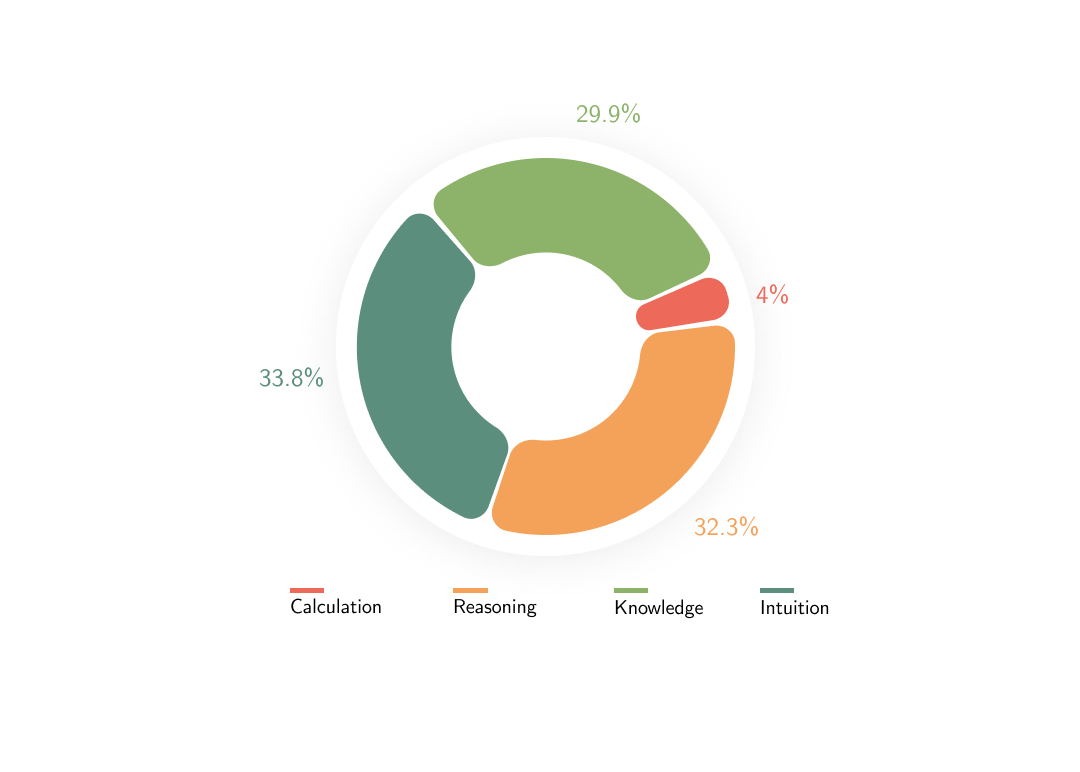 29.9%
4%
33.8%
32.3%
Calculation
Reasoning
Knowledge
Intuition